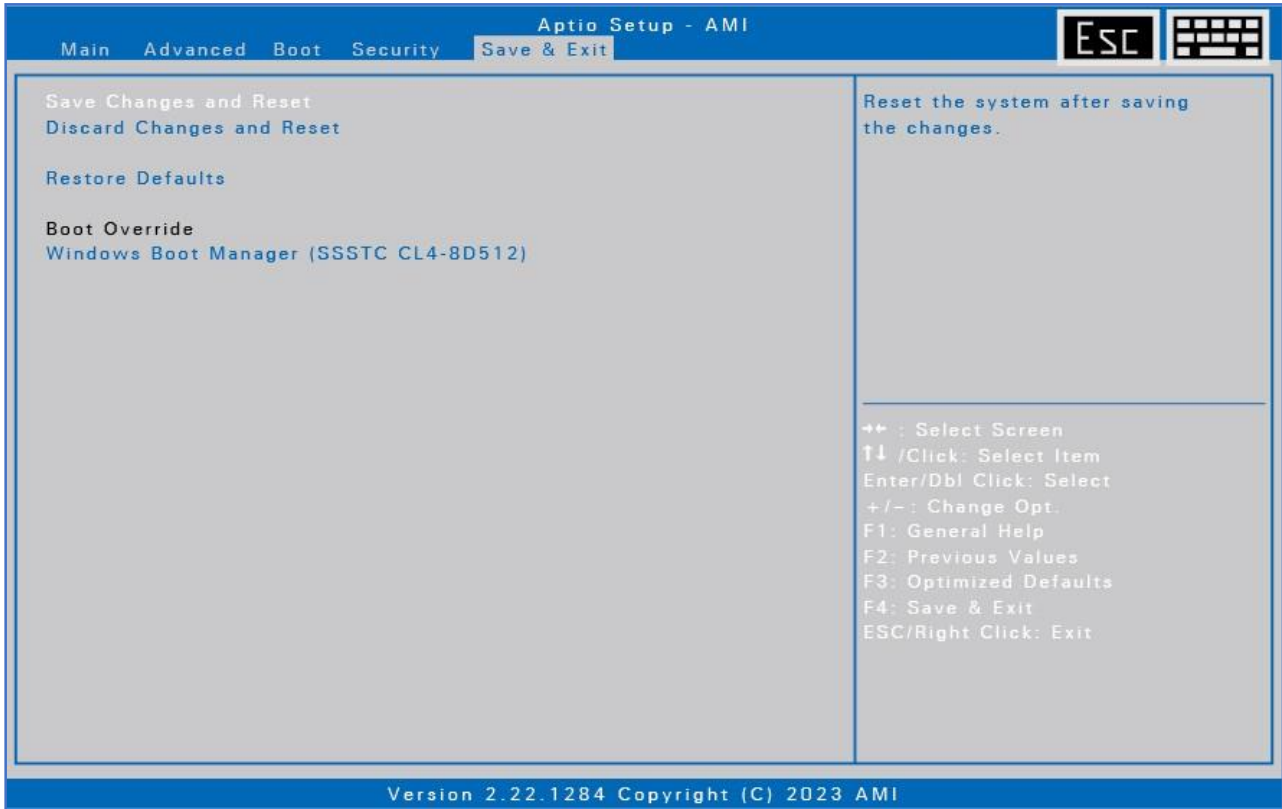 Aptio Setup - AMI
Main Advanced Boot Security Save & Exit
Esc
Save Changes and Reset
Discard Changes and Reset
Restore Defaults
Boot Override
Windows Boot Manager (SSSTC CL4-8D512)
Reset the system after saving
the changes.
→← : Select Screen
↑↓ /Click: Select Item
Enter/Dbl Click: Select
+/-: Change Opt.
F1: General Help
F2: Previous Values
F3: Optimized Defaults
F4: Save & Exit
ESC/Right Click: Exit
Version 2.22.1284 Copyright (C) 2023 AMI